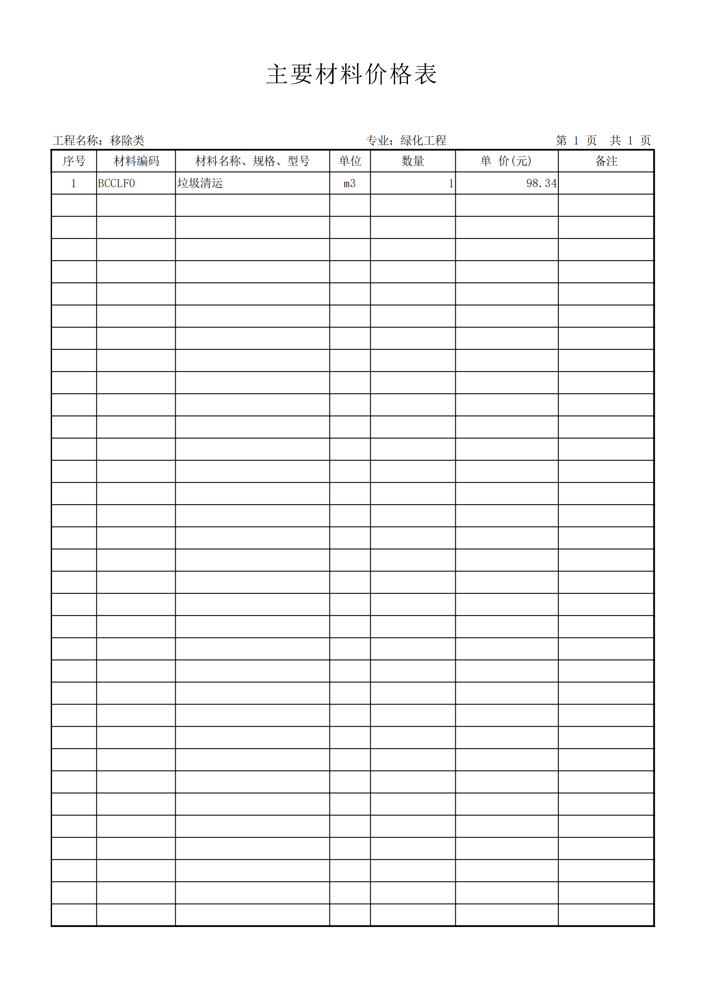 主要材料价格表
工程名称：移除类 专业：绿化工程 第 1 页 共 1 页
序号 材料编码 材料名称、规格、型号 单位 数量 单 价(元) 备注
1 BCCLF0 垃圾清运 m3 1 98.34